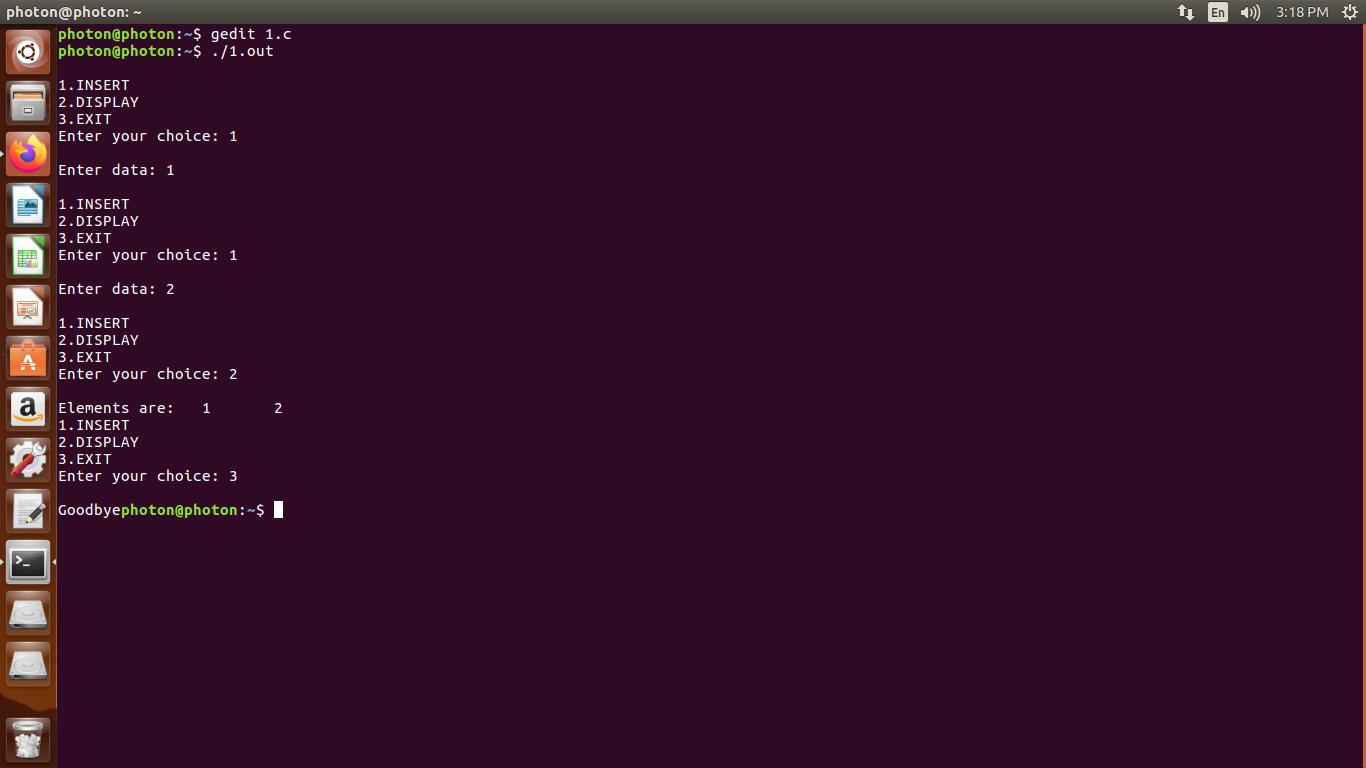 photon@photon: ~
En
3:18 PM
photon@photon:~$ gedit 1.c
photon@photon:~$ ./1.out
1.INSERT
2.DISPLAY
3.EXIT
Enter your choice: 1
Enter data: 1
1.INSERT
2.DISPLAY
3.EXIT
Enter your choice: 1
Enter data: 2
1.INSERT
2.DISPLAY
3.EXIT
Enter your choice: 2
Elements are:   1        2
1.INSERT
2.DISPLAY
3.EXIT
Enter your choice: 3
Goodbyephoton@photon:~$